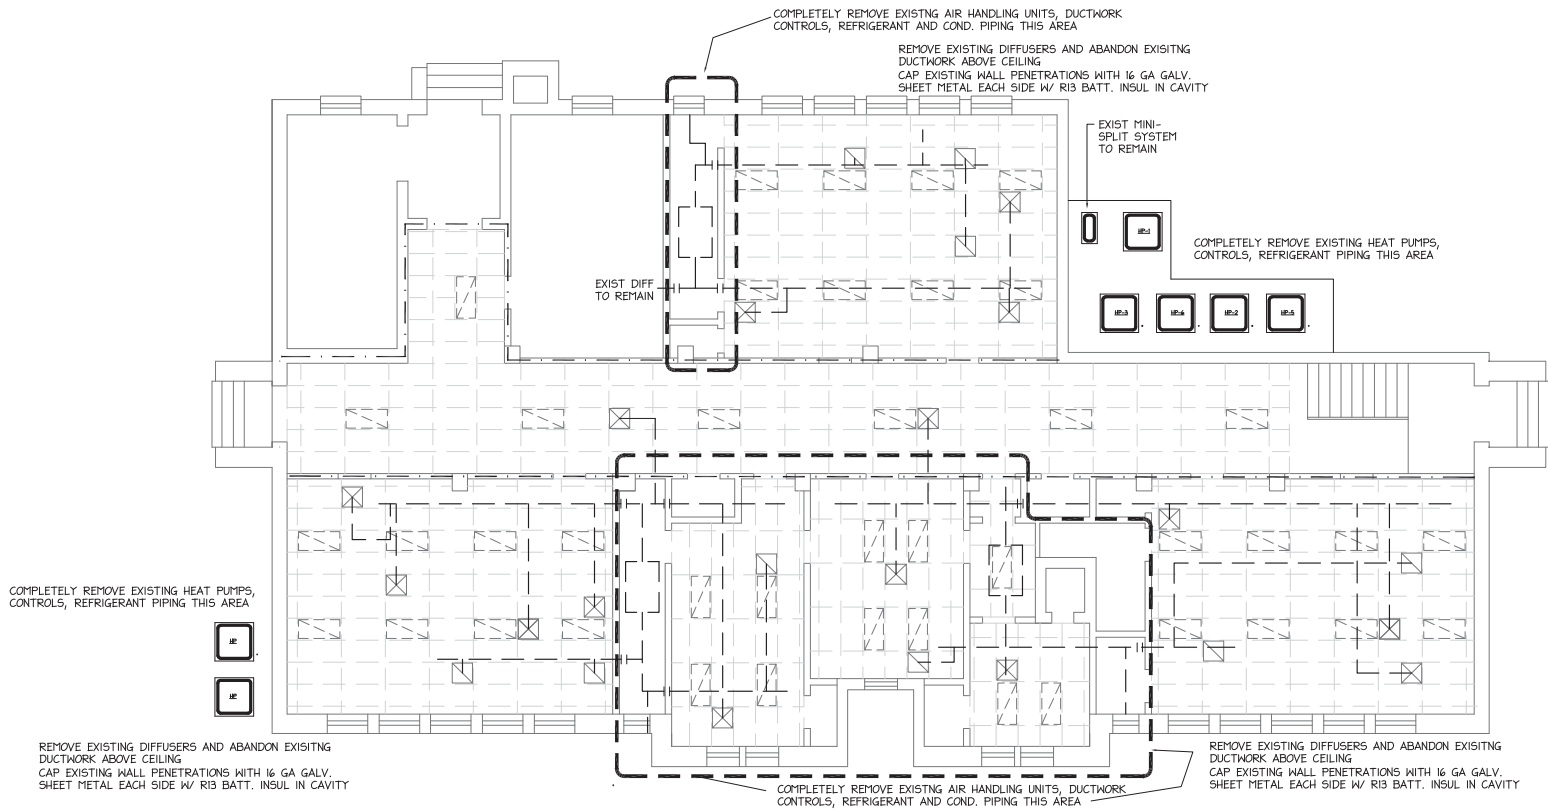 COMPLETELY REMOVE EXISTNG AIR HANDLING UNITS, DUCTWORK
CONTROLS, REFRIGERANT AND COND. PIPING THIS AREA
REMOVE EXISTING DIFFUSERS AND ABANDON EXISITNG
DUCTWORK ABOVE CEILING
CAP EXISTING WALL PENETRATIONS WITH 16 GA GALV.
SHEET METAL EACH SIDE W/ R13 BATT. INSUL IN CAVITY
EXIST MINI-
SPLIT SYSTEM
TO REMAIN
HP-1
COMPLETELY REMOVE EXISTING HEAT PUMPS,
CONTROLS, REFRIGERANT PIPING THIS AREA
EXIST DIFF
TO REMAIN
HP-3
HP-6
HP-2
HP-5
COMPLETELY REMOVE EXISTING HEAT PUMPS,
CONTROLS, REFRIGERANT PIPING THIS AREA
HP
HP
REMOVE EXISTING DIFFUSERS AND ABANDON EXISITNG
DUCTWORK ABOVE CEILING
CAP EXISTING WALL PENETRATIONS WITH 16 GA GALV.
SHEET METAL EACH SIDE W/ R13 BATT. INSUL IN CAVITY
COMPLETELY REMOVE EXISTNG AIR HANDLING UNITS, DUCTWORK
CONTROLS, REFRIGERANT AND COND. PIPING THIS AREA
REMOVE EXISTING DIFFUSERS AND ABANDON EXISITNG
DUCTWORK ABOVE CEILING
CAP EXISTING WALL PENETRATIONS WITH 16 GA GALV.
SHEET METAL EACH SIDE W/ R13 BATT. INSUL IN CAVITY